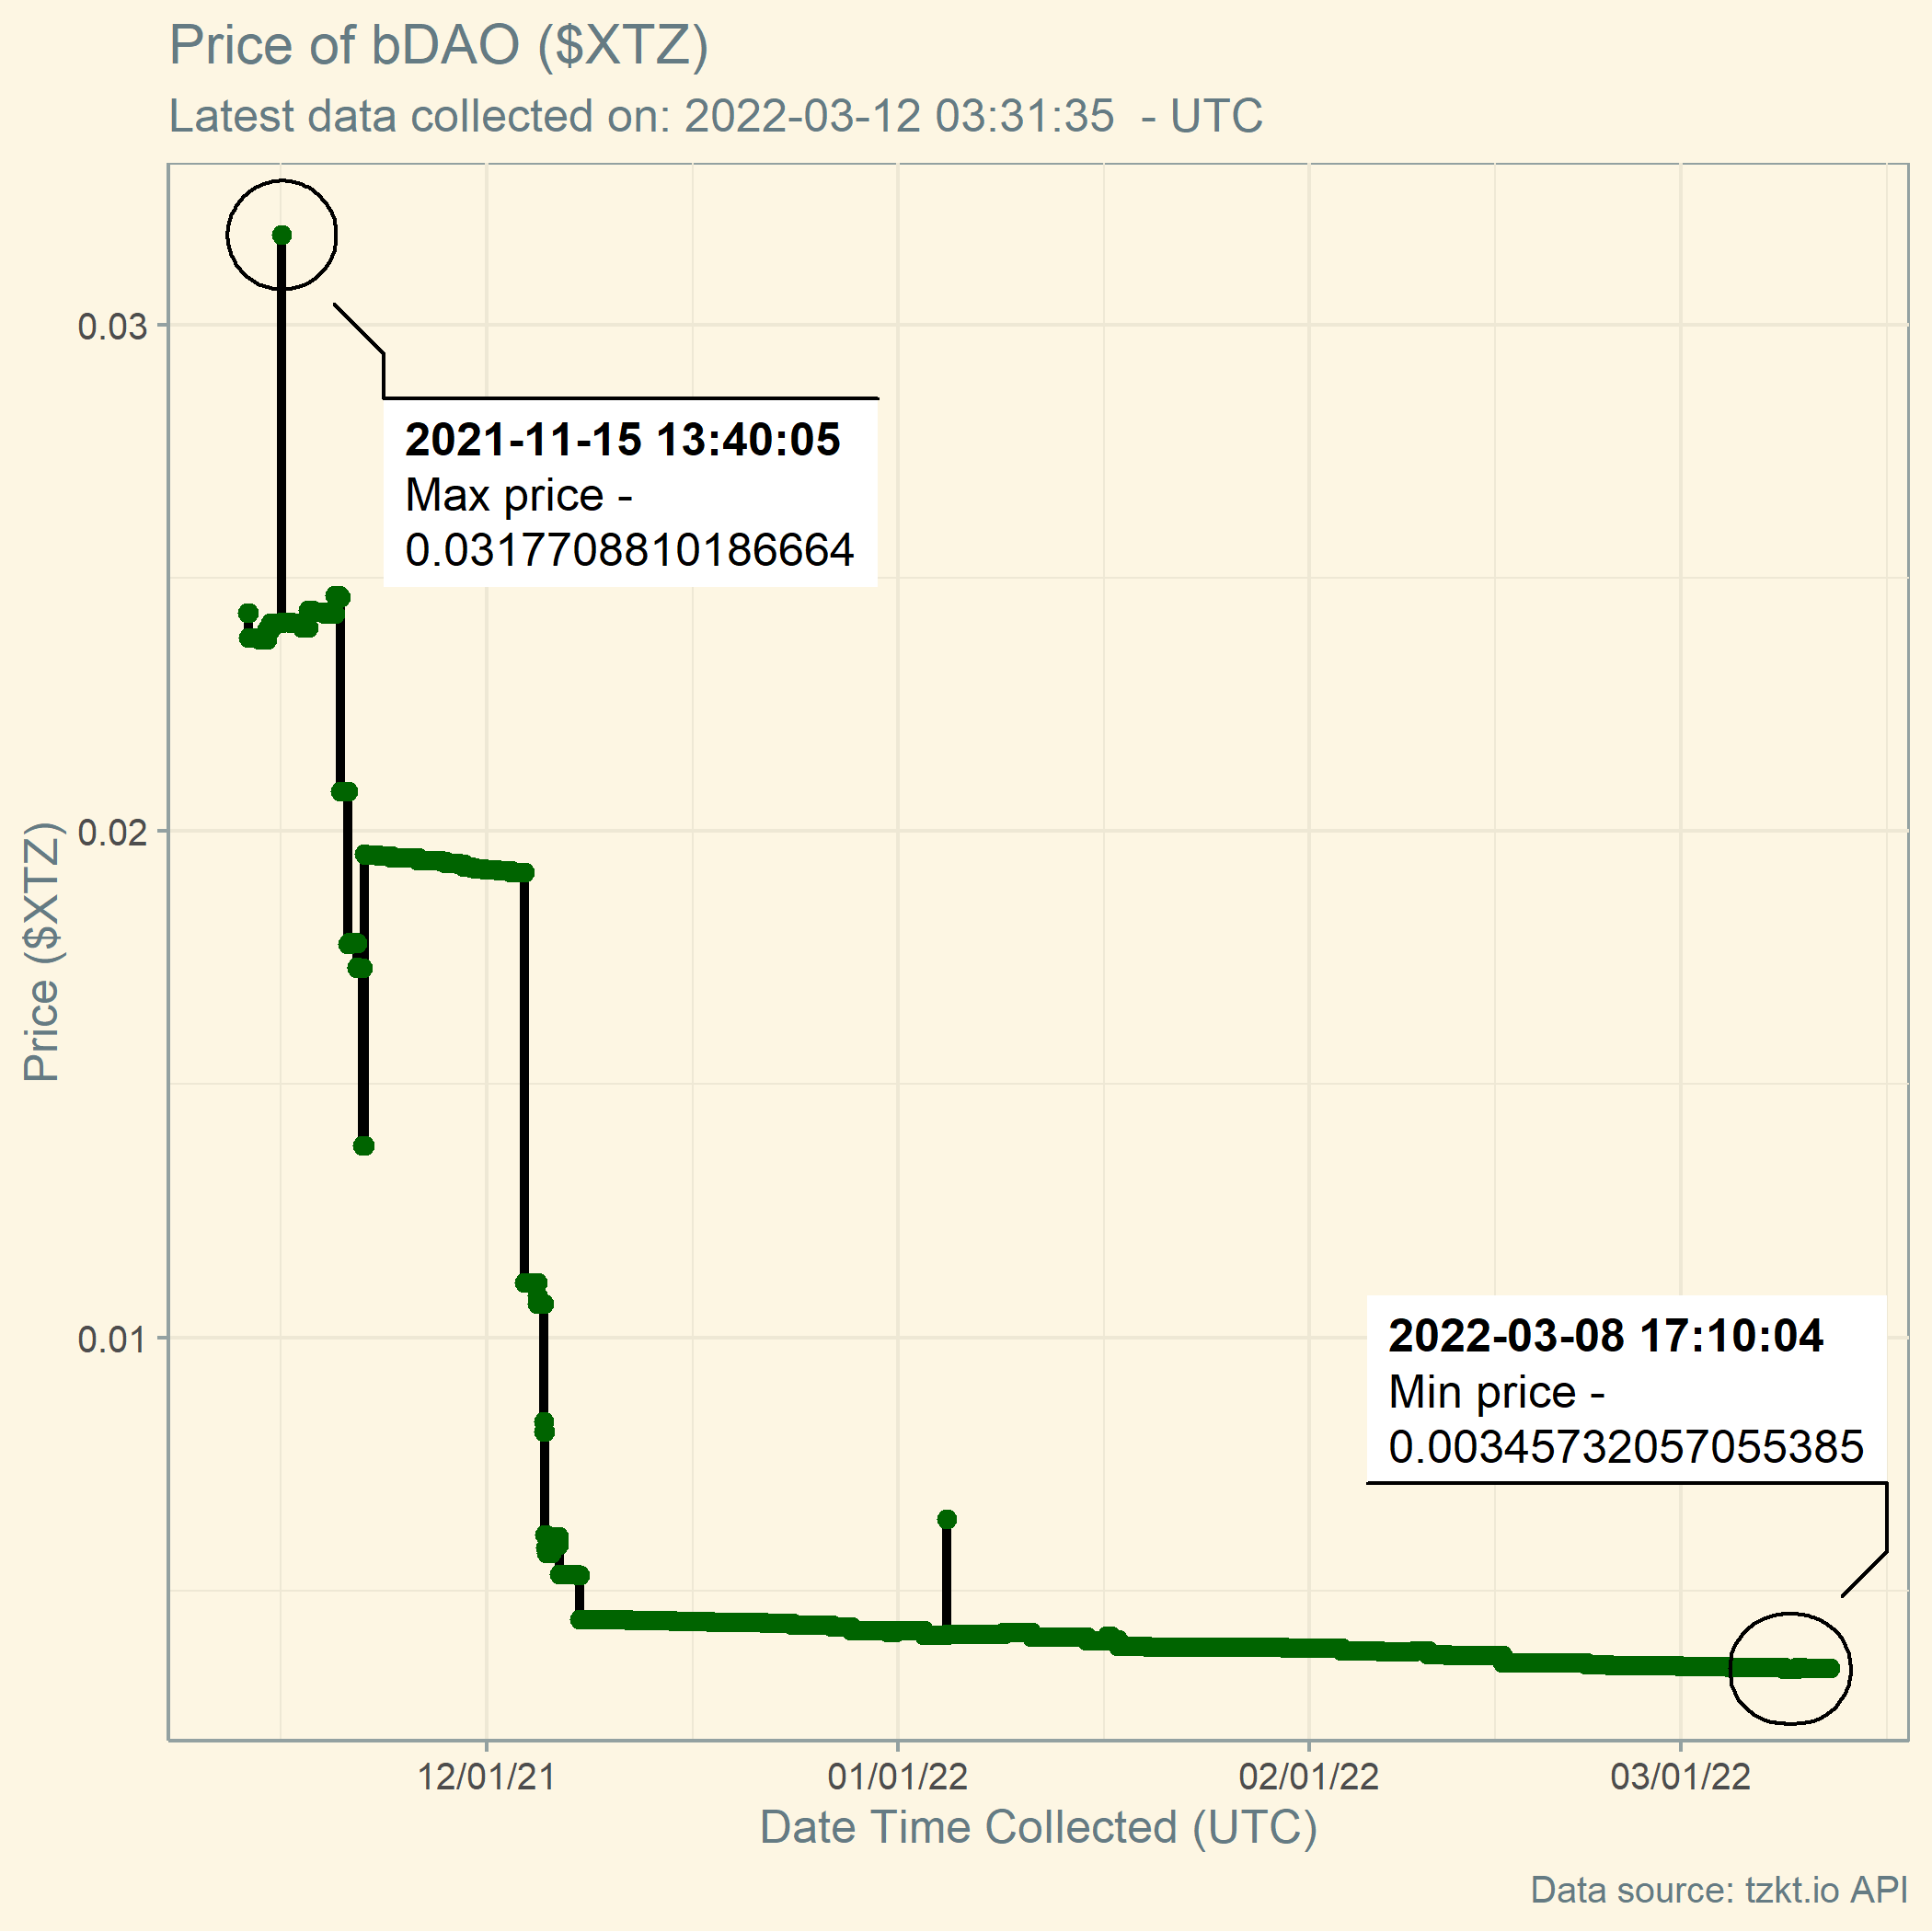 Price of bDAO ($XTZ)
Latest data collected on: 2022-03-12 03:31:35  - UTC
0.03
0.02
0.01
Price ($XTZ)
2021-11-15 13:40:05
Max price -
0.0317708810186664
2022-03-08 17:10:04
Min price -
0.00345732057055385
12/01/21
01/01/22
02/01/22
03/01/22
Date Time Collected (UTC)
Data source: tzkt.io API